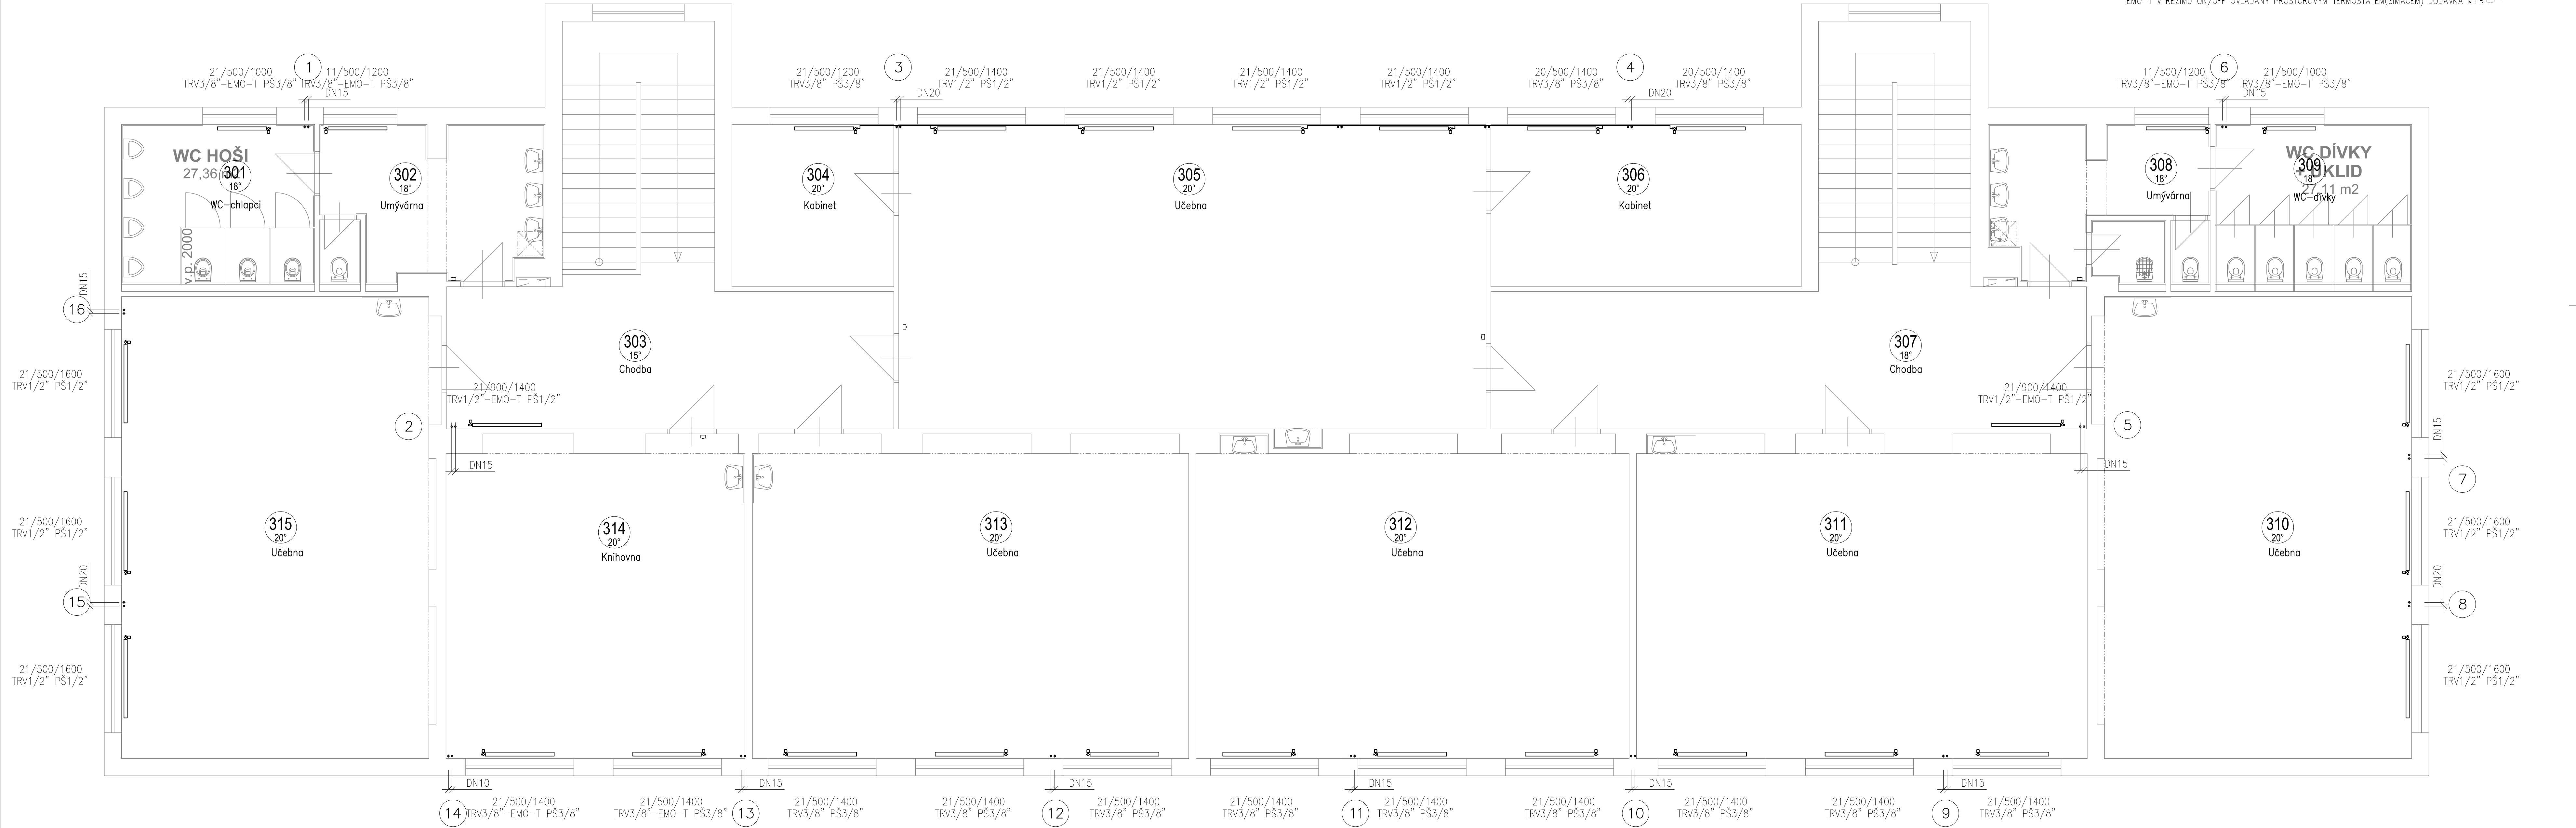 EMO-T V REŽIMU ON/OFF OVLÁDANÝ PROSTOROVÝM TERMOSTATEM(SÍMAČEM) DODÁVKA M+R
21/500/1000
TRV3/8"-EMO-T PŠ3/8"
1
11/500/1200
TRV3/8"-EMO-T PŠ3/8"
DN15
21/500/1200
TRV3/8" PŠ3/8"
3
DN20
21/500/1400
TRV1/2" PŠ1/2"
21/500/1400
TRV1/2" PŠ1/2"
21/500/1400
TRV1/2" PŠ1/2"
21/500/1400
TRV1/2" PŠ1/2"
20/500/1400
TRV3/8" PŠ3/8"
4
DN20
20/500/1400
TRV3/8" PŠ3/8"
11/500/1200
TRV3/8"-EMO-T PŠ3/8"
6
21/500/1000
TRV3/8"-EMO-T PŠ3/8"
DN15
WC HOŠI
27,36 m2
301
18°
WC-chlapci
v.p. 2000
302
18°
Umývárna
304
20°
Kabinet
305
20°
Učebna
306
20°
Kabinet
308
18°
Umývárna
WC DÍVKY
+ ÚKLID
27,11 m2
309
18°
WC-dívky
DN15
16
303
15°
Chodba
307
18°
Chodba
21/500/1600
TRV1/2" PŠ1/2"
21/900/1400
TRV1/2"-EMO-T PŠ1/2"
21/900/1400
TRV1/2"-EMO-T PŠ1/2"
21/500/1600
TRV1/2" PŠ1/2"
2
5
DN15
DN15
DN15
7
21/500/1600
TRV1/2" PŠ1/2"
315
20°
Učebna
314
20°
Knihovna
313
20°
Učebna
312
20°
Učebna
311
20°
Učebna
310
20°
Učebna
21/500/1600
TRV1/2" PŠ1/2"
DN20
15
DN20
8
21/500/1600
TRV1/2" PŠ1/2"
21/500/1600
TRV1/2" PŠ1/2"
DN10
DN15
DN15
DN15
DN15
DN15
14
21/500/1400
TRV3/8"-EMO-T PŠ3/8"
21/500/1400
TRV3/8"-EMO-T PŠ3/8"
13
21/500/1400
TRV3/8" PŠ3/8"
21/500/1400
TRV3/8" PŠ3/8"
12
21/500/1400
TRV3/8" PŠ3/8"
21/500/1400
TRV3/8" PŠ3/8"
11
21/500/1400
TRV3/8" PŠ3/8"
21/500/1400
TRV3/8" PŠ3/8"
10
21/500/1400
TRV3/8" PŠ3/8"
21/500/1400
TRV3/8" PŠ3/8"
9
21/500/1400
TRV3/8" PŠ3/8"